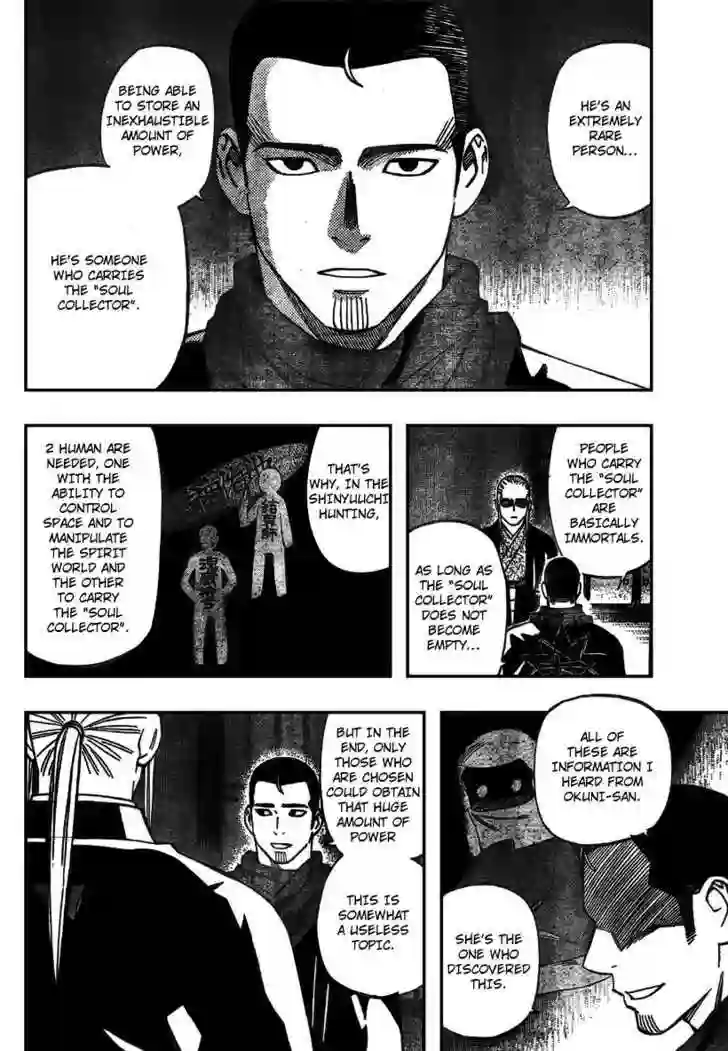 HE'S AN
EXTREMELY
RARE
PERSON...
BEING ABLE
TO STORE AN
INEXHAUSTIBLE
AMOUNT OF
POWER,
HE'S SOMEONE
WHO CARRIES
THE "SOUL
COLLECTOR".
PEOPLE
WHO CARRY
THE "SOUL
COLLECTOR"
ARE
BASICALLY
IMMORTALS.
AS LONG AS
THE "SOUL
COLLECTOR"
DOES NOT
BECOME
EMPTY...
THAT'S
WHY, IN THE
SHINYUUCHI
HUNTING,
2 HUMAN ARE
NEEDED, ONE
WITH THE
ABILITY TO
CONTROL
SPACE AND TO
MANIPULATE
THE SPIRIT
WORLD AND
THE OTHER
TO CARRY
THE "SOUL
COLLECTOR".
ALL OF
THESE ARE
INFORMATION I
HEARD FROM
OKUNI-SAN.
SHE'S THE
ONE WHO
DISCOVERED
THIS.
BUT IN THE
END, ONLY
THOSE WHO
ARE CHOSEN
COULD OBTAIN
THAT HUGE
AMOUNT OF
POWER
THIS IS
SOMEWHAT
A USELESS
TOPIC.